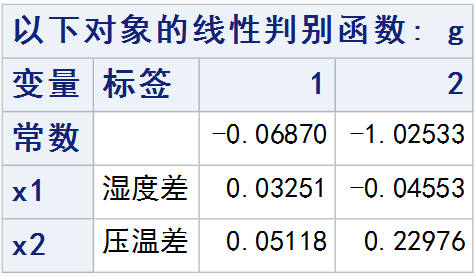 以下对象的线性判别函数: g
变量 标签 1 2
常数 -0.06870 -1.02533
x1 湿度差 0.03251 -0.04553
x2 压温差 0.05118 0.22976